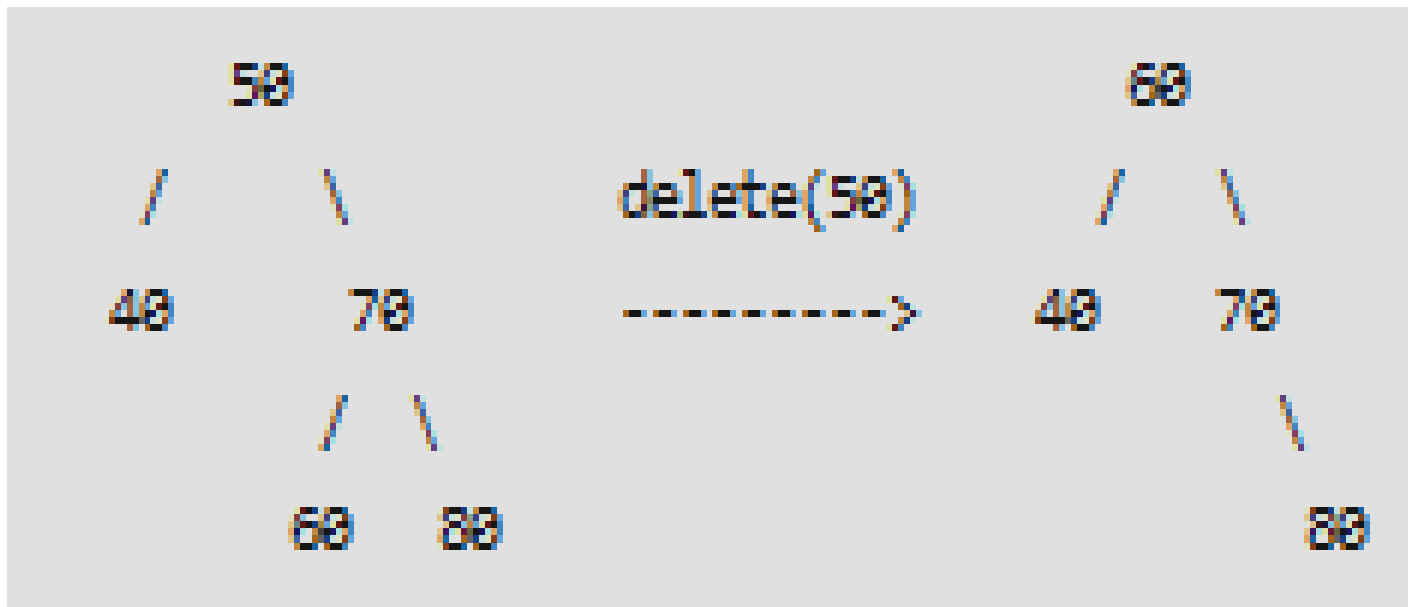 50 60
/ \ delete(50) / \
40 70 ---------> 40 70
/ \ \
60 80 80